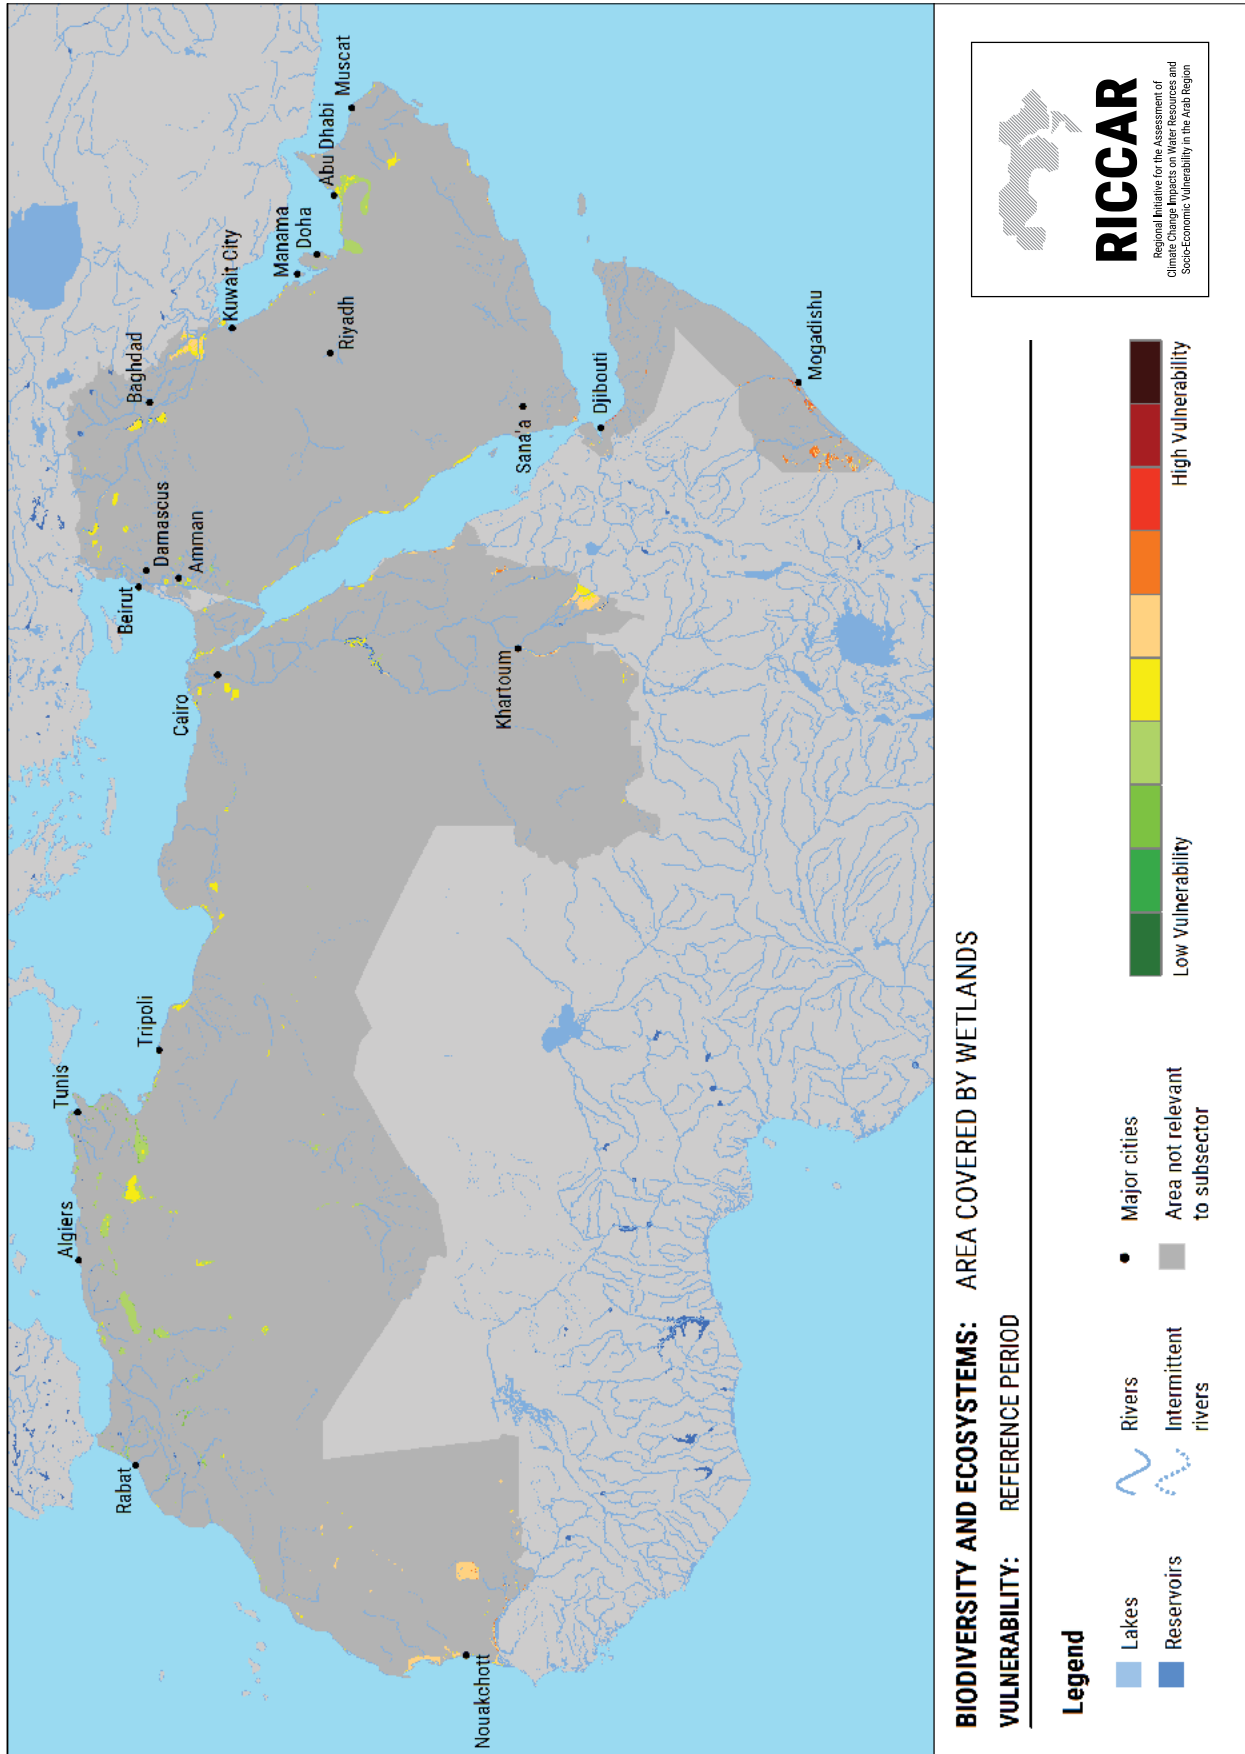 Muscat
Abu Dhabi
Manama
Doha
Kuwait City
Riyadh
Baghdad
Damascus
Amman
Beirut
Sana'a
Djibouti
Mogadishu
Cairo
Khartoum
Tripoli
Tunis
Algiers
Rabat
Nouakchott
BIODIVERSITY AND ECOSYSTEMS: AREA COVERED BY WETLANDS
VULNERABILITY: REFERENCE PERIOD
Legend
Lakes
Reservoirs
Rivers
Intermittent
rivers
Major cities
Area not relevant
to subsector
Low Vulnerability
High Vulnerability
RICCAR
Regional Initiative for the Assessment of
Climate Change Impacts on Water Resources and
Socio-Economic Vulnerability in the Arab Region